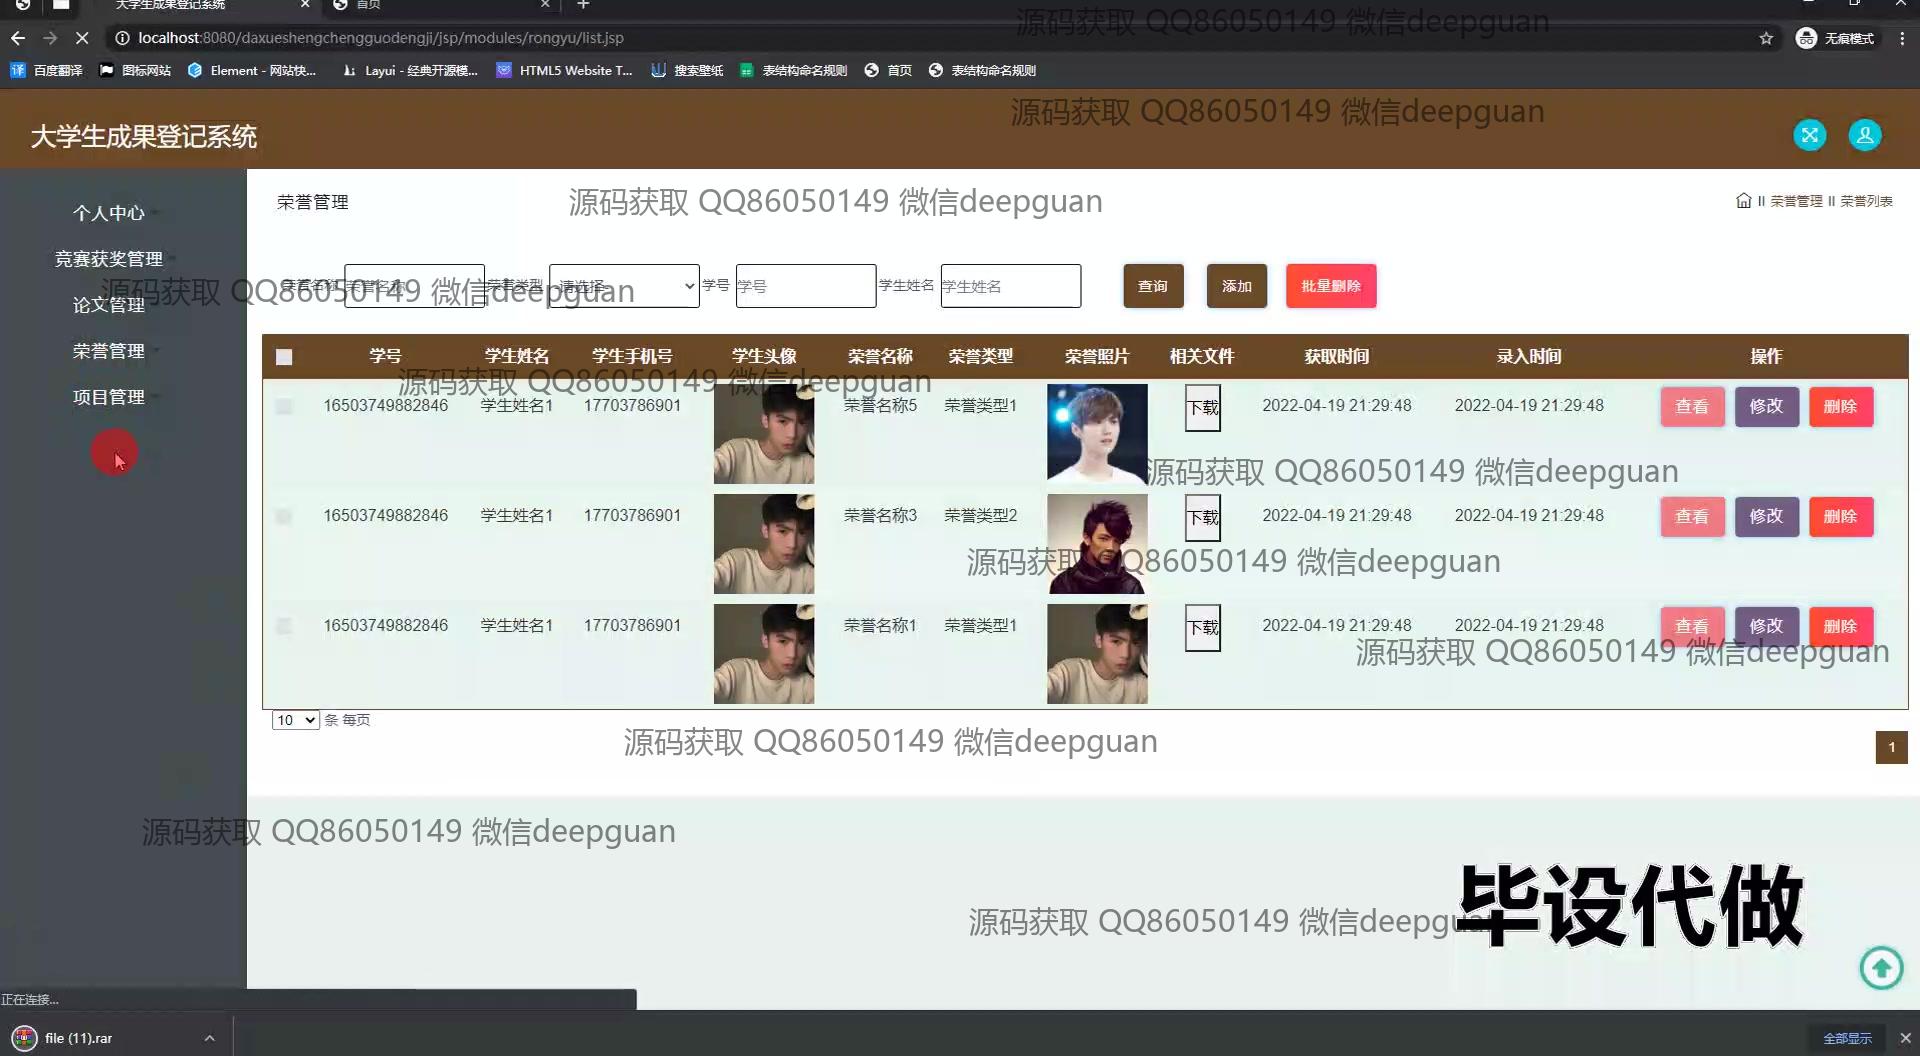 大学生成果登记系统
首页
源码获取 QQ86050149 微信deepguan
localhost:8080/daxueshengchengguodengji/jsp/modules/rongyu/list.jsp
无痕模式
百度翻译 图标网站 Element - 网站快... Layui - 经典开源模... HTML5 Website T... 搜索壁纸 表结构命名规则 首页 表结构命名规则
源码获取 QQ86050149 微信deepguan
大学生成果登记系统
个人中心
竞赛获奖管理
论文管理
荣誉管理
项目管理
荣誉管理
源码获取 QQ86050149 微信deepguan
荣誉管理 荣誉列表
源码获取 QQ86050149 微信deepguan
荣誉名称 荣誉名称 荣誉类型 请选择- 学号 学号 学生姓名 学生姓名 查询 添加 批量删除
学号 学生姓名 学生手机号 学生头像 荣誉名称 荣誉类型 荣誉照片 相关文件 获取时间 录入时间 操作
源码获取 QQ86050149 微信deepguan
16503749882846 学生姓名1 17703786901 荣誉名称5 荣誉类型1 下载 2022-04-19 21:29:48 2022-04-19 21:29:48 查看 修改 删除
源码获取 QQ86050149 微信deepguan
16503749882846 学生姓名1 17703786901 荣誉名称3 荣誉类型2 下载 2022-04-19 21:29:48 2022-04-19 21:29:48 查看 修改 删除
源码获取 QQ86050149 微信deepguan
16503749882846 学生姓名1 17703786901 荣誉名称1 荣誉类型1 下载 2022-04-19 21:29:48 2022-04-19 21:29:48 查看 修改 删除
源码获取 QQ86050149 微信deepguan
10 条 每页
源码获取 QQ86050149 微信deepguan
1
源码获取 QQ86050149 微信deepguan
源码获取 QQ86050149 微信deepguan
毕设代做
正在连接...
file (11).rar
全部显示